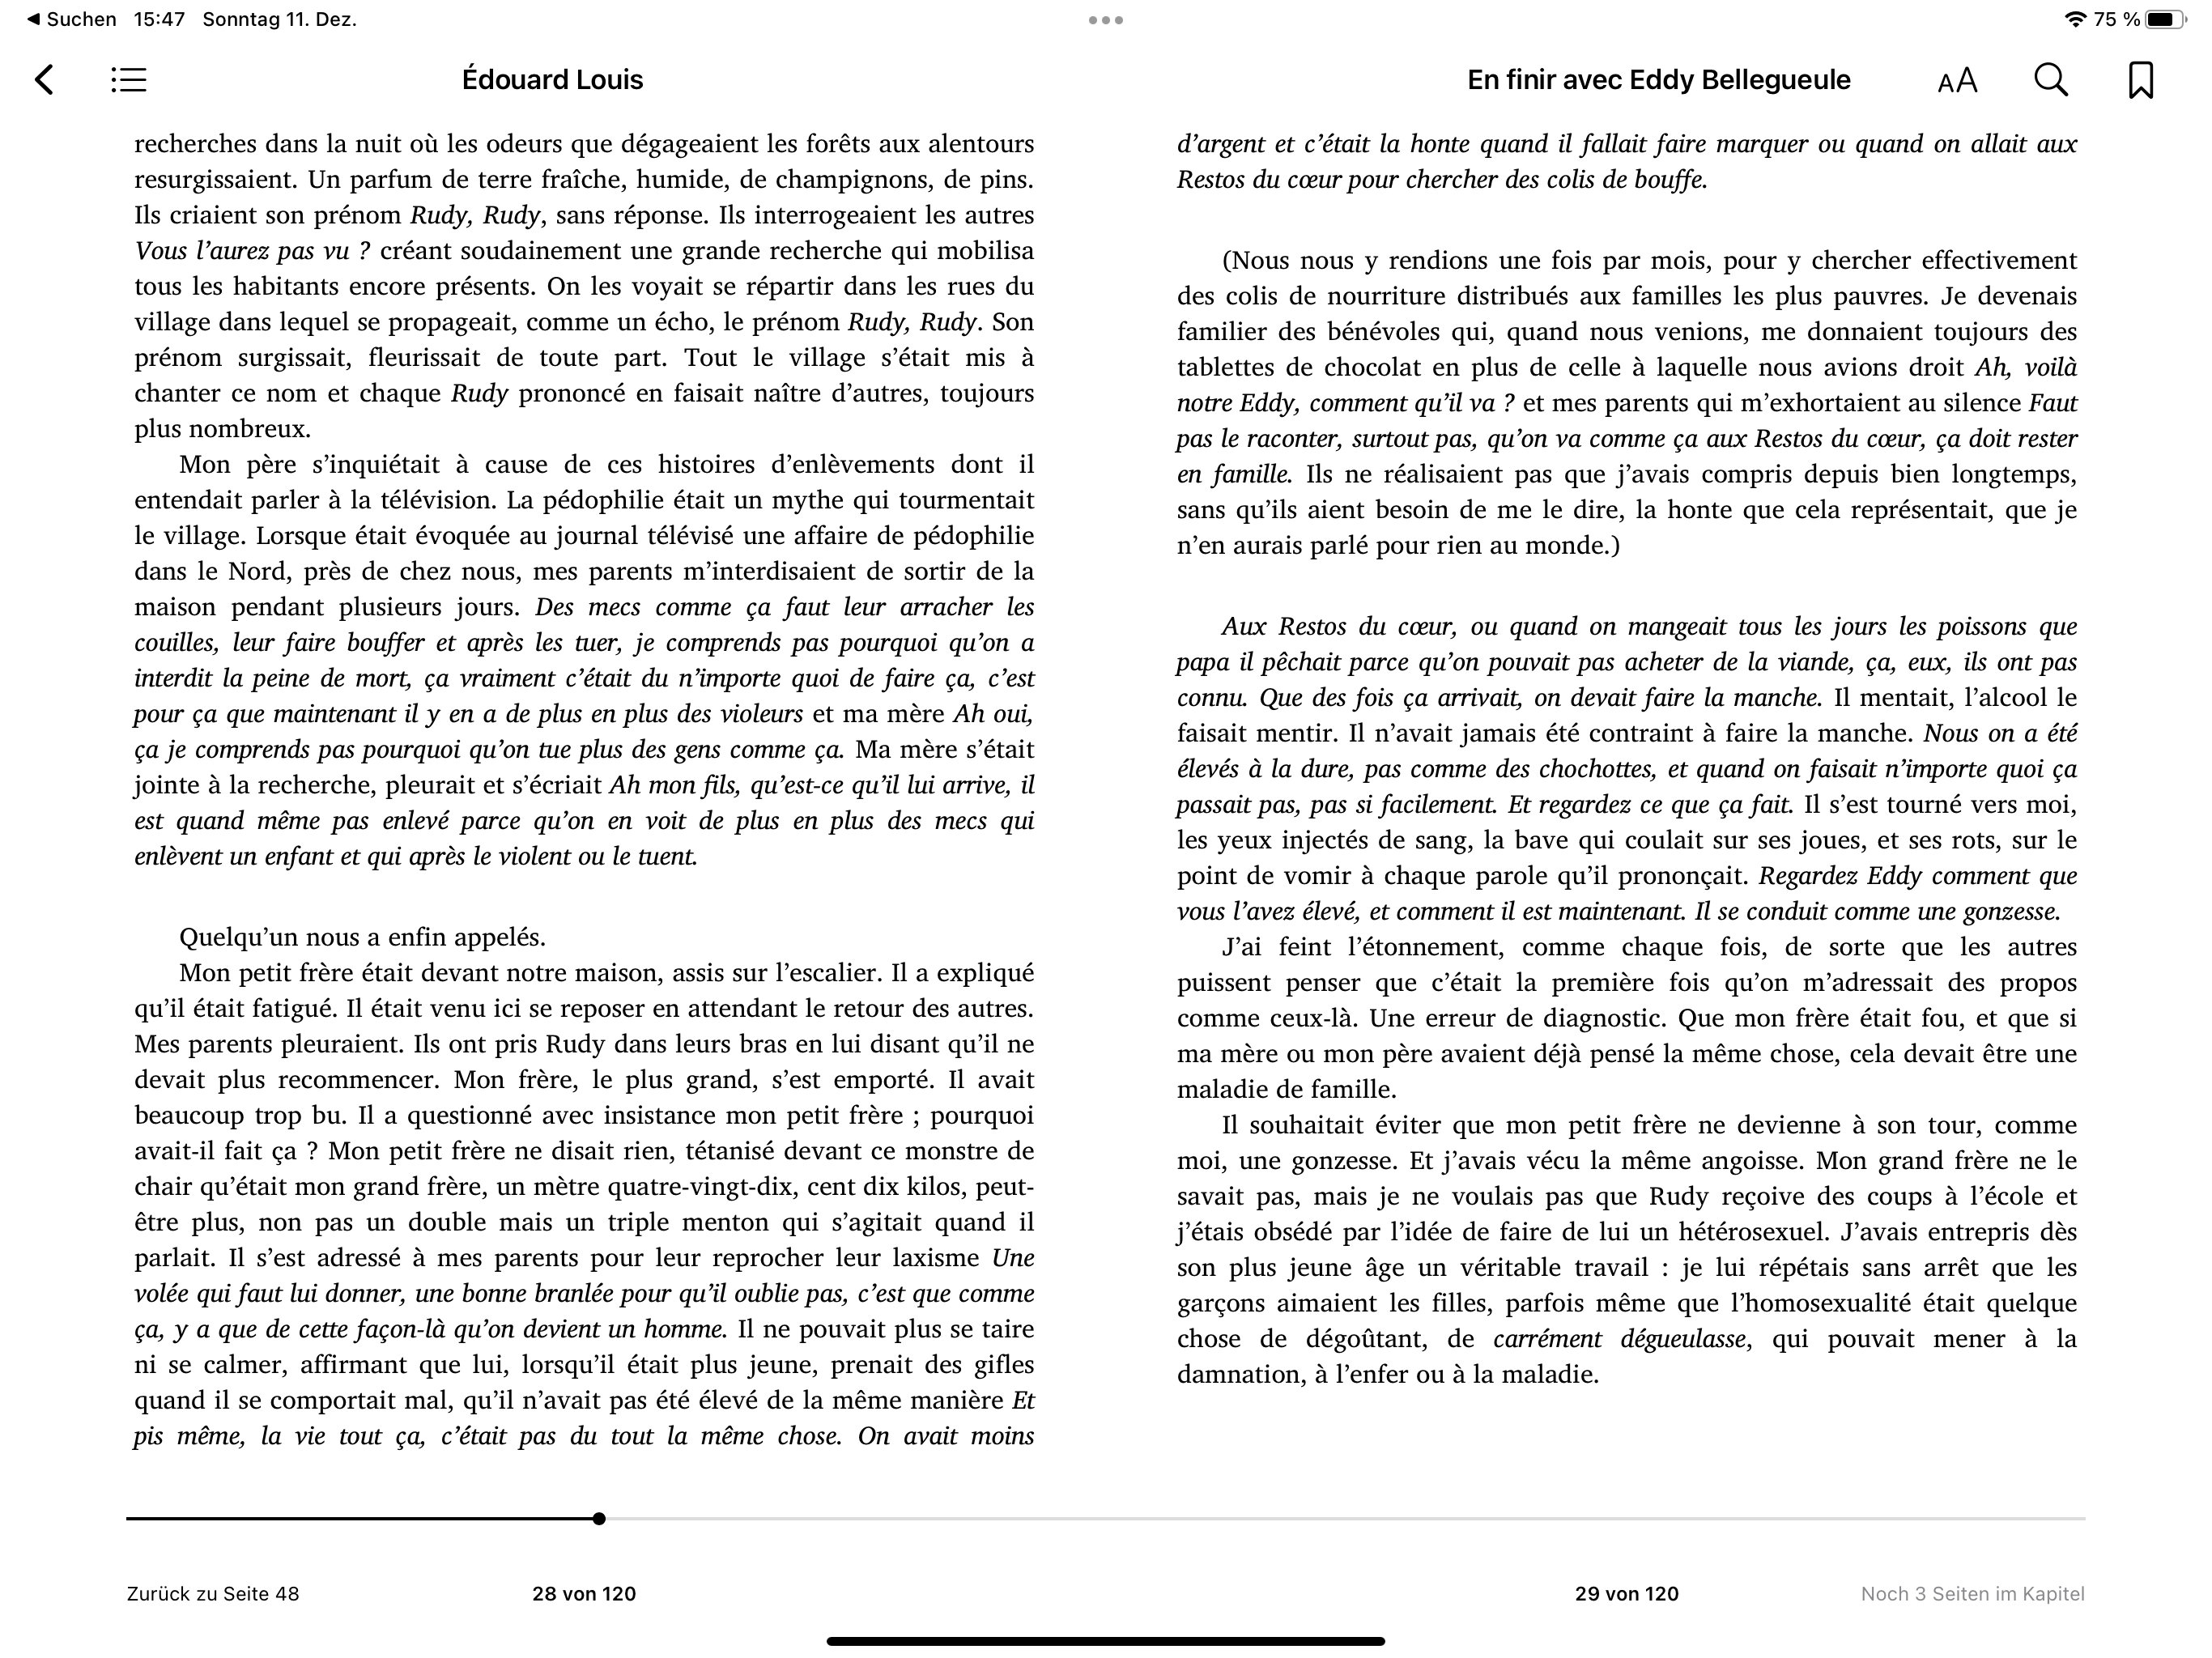 ◀ Suchen 15:47 Sonntag 11. Dez.
75 %
Édouard Louis
En finir avec Eddy Bellegueule
AA
recherches dans la nuit où les odeurs que dégageaient les forêts aux alentours
resurgissaient. Un parfum de terre fraîche, humide, de champignons, de pins.
Ils criaient son prénom Rudy, Rudy, sans réponse. Ils interrogeaient les autres
Vous l’aurez pas vu ? créant soudainement une grande recherche qui mobilisa
tous les habitants encore présents. On les voyait se répartir dans les rues du
village dans lequel se propageait, comme un écho, le prénom Rudy, Rudy. Son
prénom surgissait, fleurissait de toute part. Tout le village s’était mis à
chanter ce nom et chaque Rudy prononcé en faisait naître d’autres, toujours
plus nombreux.
Mon père s’inquiétait à cause de ces histoires d’enlèvements dont il
entendait parler à la télévision. La pédophilie était un mythe qui tourmentait
le village. Lorsque était évoquée au journal télévisé une affaire de pédophilie
dans le Nord, près de chez nous, mes parents m’interdisaient de sortir de la
maison pendant plusieurs jours. Des mecs comme ça faut leur arracher les
couilles, leur faire bouffer et après les tuer, je comprends pas pourquoi qu’on a
interdit la peine de mort, ça vraiment c’était du n’importe quoi de faire ça, c’est
pour ça que maintenant il y en a de plus en plus des violeurs et ma mère Ah oui,
ça je comprends pas pourquoi qu’on tue plus des gens comme ça. Ma mère s’était
jointe à la recherche, pleurait et s’écriait Ah mon fils, qu’est-ce qu’il lui arrive, il
est quand même pas enlevé parce qu’on en voit de plus en plus des mecs qui
enlèvent un enfant et qui après le violent ou le tuent.
Quelqu’un nous a enfin appelés.
Mon petit frère était devant notre maison, assis sur l’escalier. Il a expliqué
qu’il était fatigué. Il était venu ici se reposer en attendant le retour des autres.
Mes parents pleuraient. Ils ont pris Rudy dans leurs bras en lui disant qu’il ne
devait plus recommencer. Mon frère, le plus grand, s’est emporté. Il avait
beaucoup trop bu. Il a questionné avec insistance mon petit frère ; pourquoi
avait-il fait ça ? Mon petit frère ne disait rien, tétanisé devant ce monstre de
chair qu’était mon grand frère, un mètre quatre-vingt-dix, cent dix kilos, peut-
être plus, non pas un double mais un triple menton qui s’agitait quand il
parlait. Il s’est adressé à mes parents pour leur reprocher leur laxisme Une
volée qui faut lui donner, une bonne branlée pour qu’il oublie pas, c’est que comme
ça, y a que de cette façon-là qu’on devient un homme. Il ne pouvait plus se taire
ni se calmer, affirmant que lui, lorsqu’il était plus jeune, prenait des gifles
quand il se comportait mal, qu’il n’avait pas été élevé de la même manière Et
pis même, la vie tout ça, c’était pas du tout la même chose. On avait moins
d’argent et c’était la honte quand il fallait faire marquer ou quand on allait aux
Restos du cœur pour chercher des colis de bouffe.
(Nous nous y rendions une fois par mois, pour y chercher effectivement
des colis de nourriture distribués aux familles les plus pauvres. Je devenais
familier des bénévoles qui, quand nous venions, me donnaient toujours des
tablettes de chocolat en plus de celle à laquelle nous avions droit Ah, voilà
notre Eddy, comment qu’il va ? et mes parents qui m’exhortaient au silence Faut
pas le raconter, surtout pas, qu’on va comme ça aux Restos du cœur, ça doit rester
en famille. Ils ne réalisaient pas que j’avais compris depuis bien longtemps,
sans qu’ils aient besoin de me le dire, la honte que cela représentait, que je
n’en aurais parlé pour rien au monde.)
Aux Restos du cœur, ou quand on mangeait tous les jours les poissons que
papa il pêchait parce qu’on pouvait pas acheter de la viande, ça, eux, ils ont pas
connu. Que des fois ça arrivait, on devait faire la manche. Il mentait, l’alcool le
faisait mentir. Il n’avait jamais été contraint à faire la manche. Nous on a été
élevés à la dure, pas comme des chochottes, et quand on faisait n’importe quoi ça
passait pas, pas si facilement. Et regardez ce que ça fait. Il s’est tourné vers moi,
les yeux injectés de sang, la bave qui coulait sur ses joues, et ses rots, sur le
point de vomir à chaque parole qu’il prononçait. Regardez Eddy comment que
vous l’avez élevé, et comment il est maintenant. Il se conduit comme une gonzesse.
J’ai feint l’étonnement, comme chaque fois, de sorte que les autres
puissent penser que c’était la première fois qu’on m’adressait des propos
comme ceux-là. Une erreur de diagnostic. Que mon frère était fou, et que si
ma mère ou mon père avaient déjà pensé la même chose, cela devait être une
maladie de famille.
Il souhaitait éviter que mon petit frère ne devienne à son tour, comme
moi, une gonzesse. Et j’avais vécu la même angoisse. Mon grand frère ne le
savait pas, mais je ne voulais pas que Rudy reçoive des coups à l’école et
j’étais obsédé par l’idée de faire de lui un hétérosexuel. J’avais entrepris dès
son plus jeune âge un véritable travail : je lui répétais sans arrêt que les
garçons aimaient les filles, parfois même que l’homosexualité était quelque
chose de dégoûtant, de carrément dégueulasse, qui pouvait mener à la
damnation, à l’enfer ou à la maladie.
Zurück zu Seite 48
28 von 120
29 von 120
Noch 3 Seiten im Kapitel